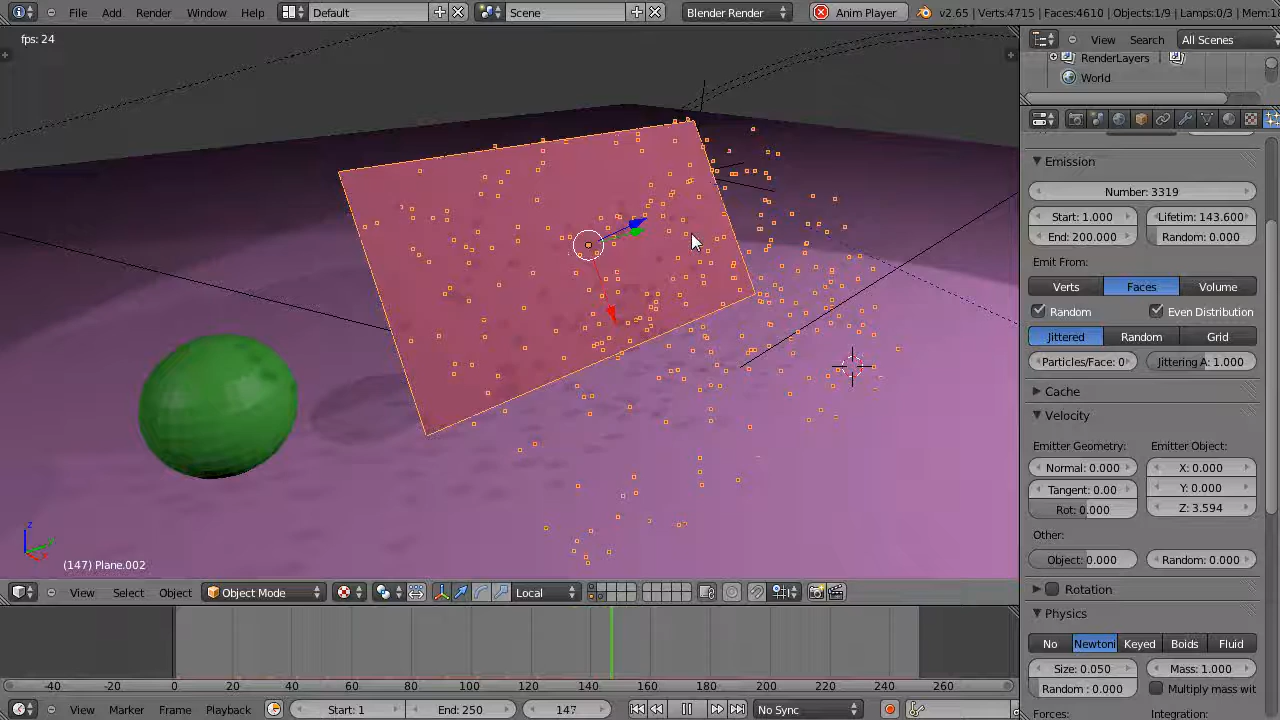 File Add Render Window Help Default Scene Blender Render Anim Player v2.65 | Verts:4715 | Faces:4610 | Objects:1/9 | Lamps:0/3 |
fps: 24
View Search All Scenes
RenderLayers
World
Emission
Number: 3319
Start: 1.000 Lifetim: 143.600
End: 200.000 Random: 0.000
Emit From:
Verts Faces Volume
Random Even Distribution
Jittered Random Grid
Particles/Face: 0 Jittering A: 1.000
Cache
Velocity
Emitter Geometry: Emitter Object:
Normal: 0.000 X: 0.000
Tangent: 0.00 Y: 0.000
Rot: 0.000 Z: 3.594
Other:
Object: 0.000 Random: 0.000
Rotation
Physics
No Newtoni Keyed Boids Fluid
Size: 0.050 Mass: 1.000
Random : 0.000 Multiply mass wit
Forces: Integration:
z
(147) Plane.002
View Select Object Object Mode Local
-40 -20 0 20 40 60 80 100 120 140 160 180 200 220 240 260
View Marker Frame Playback Start: 1 End: 250 147 No Sync